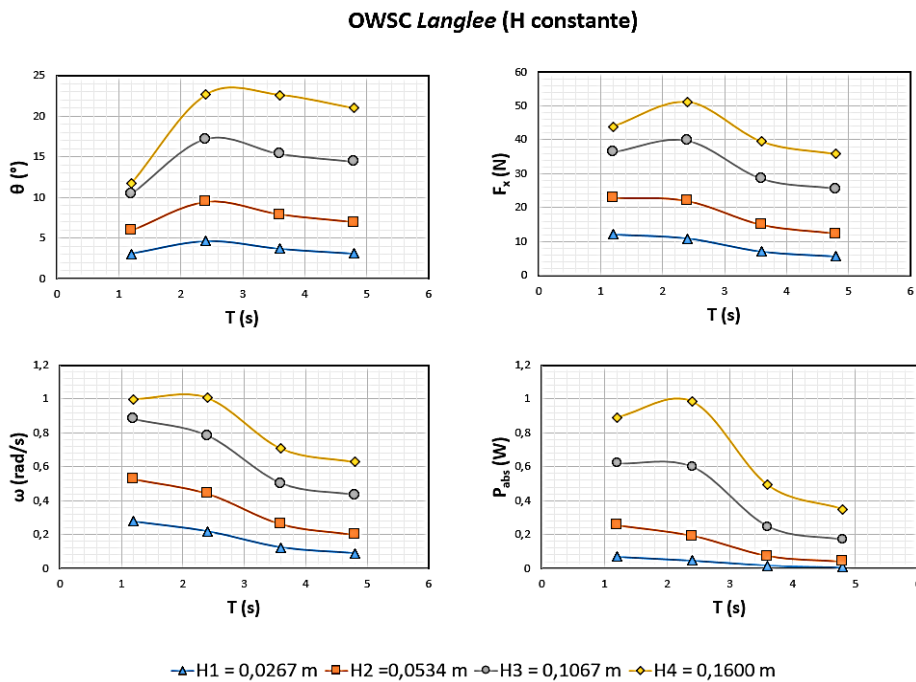 OWSC Langlee (H constante)
θ (°)
25
20
15
10
5
0
0 1 2 3 4 5 6
T (s)
Fx (N)
60
50
40
30
20
10
0
0 1 2 3 4 5 6
T (s)
ω (rad/s)
1,2
1
0,8
0,6
0,4
0,2
0
0 1 2 3 4 5 6
T (s)
Pabs (W)
1,2
1
0,8
0,6
0,4
0,2
0
0 1 2 3 4 5 6
T (s)
H1 = 0,0267 m H2 =0,0534 m H3 = 0,1067 m H4 = 0,1600 m